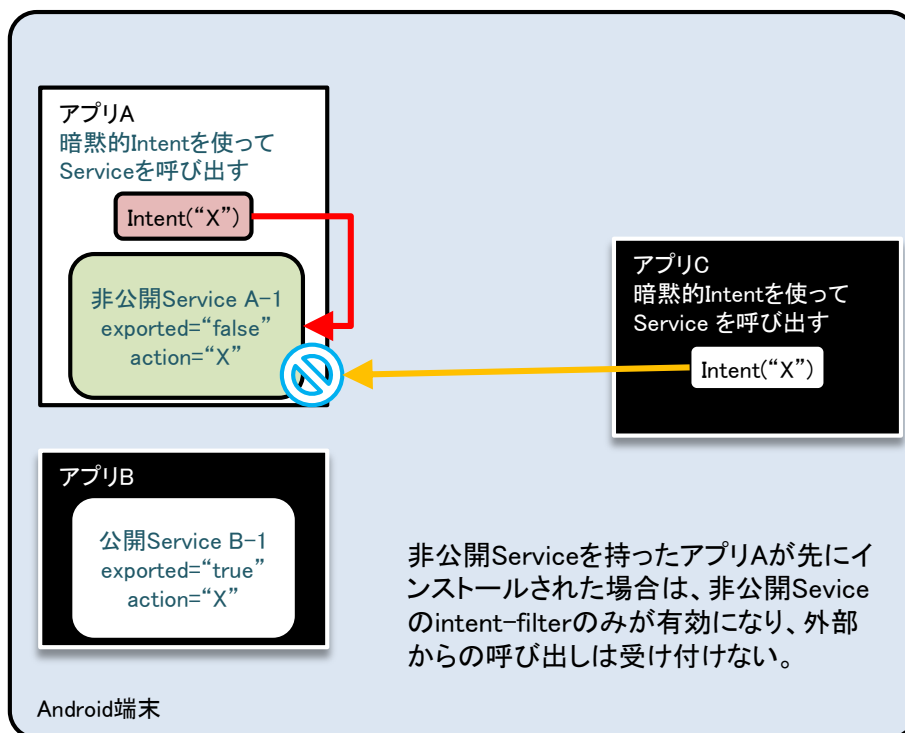 アプリA
暗黙的Intentを使って
Serviceを呼び出す
Intent(“X”)
非公開Service A-1
exported=“false”
action=“X”
アプリC
暗黙的Intentを使って
Service を呼び出す
Intent(“X”)
アプリB
公開Service B-1
exported=“true”
action=“X”
非公開Serviceを持ったアプリAが先にイ
ンストールされた場合は、非公開Sevice
のintent-filterのみが有効になり、外部
からの呼び出しは受け付けない。
Android端末